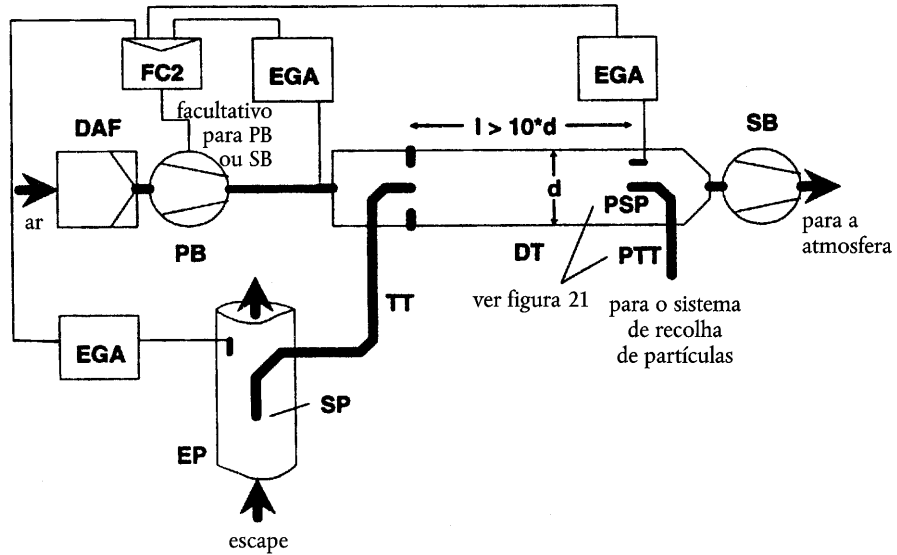 FC2
EGA
EGA
DAF
facultativo
para PB
ou SB
l > 10*d
SB
ar
PB
d
PSP
DT
PTT
para a
atmosfera
ver figura 21
TT
para o sistema
de recolha
de partículas
EGA
SP
EP
escape